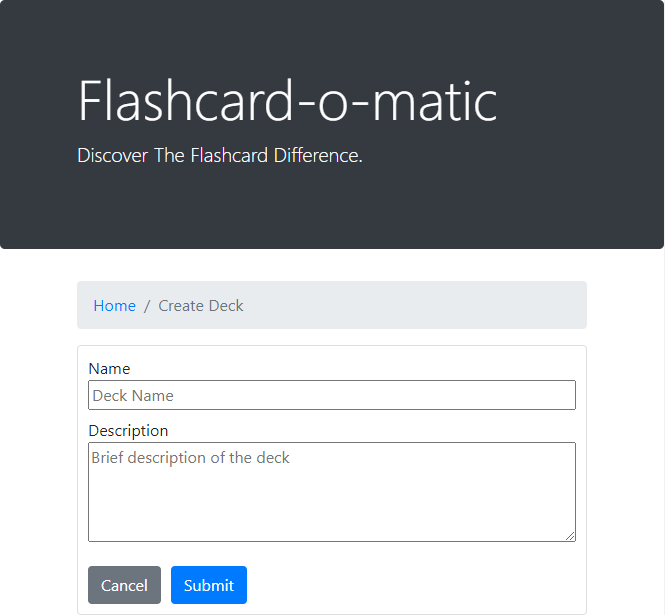 Flashcard-o-matic
Discover The Flashcard Difference.
Home / Create Deck
Name
Deck Name
Description
Brief description of the deck
Cancel Submit